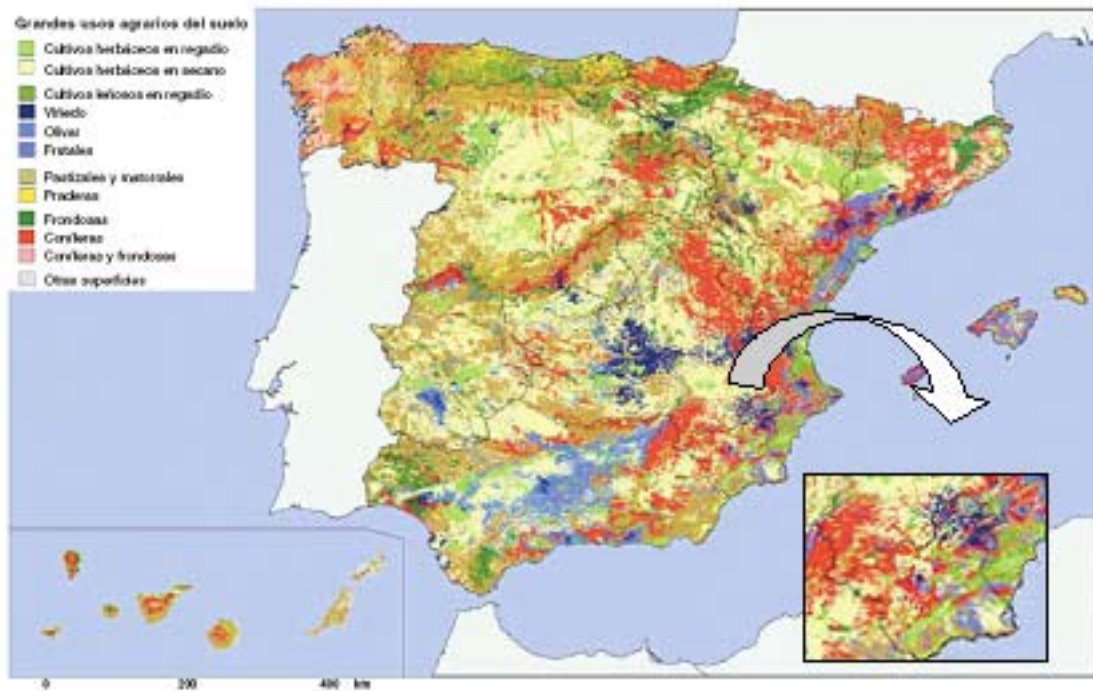 Grandes usos agrarios del suelo
Cultivos herbáceos en regadío
Cultivos herbáceos en secano
Cultivos leñosos en regadío
Viñedo
Olivar
Frutales
Pastizales y matorrales
Praderas
Frondosas
Coníferas
Coníferas y frondosas
Otras superficies
0 200 400 km